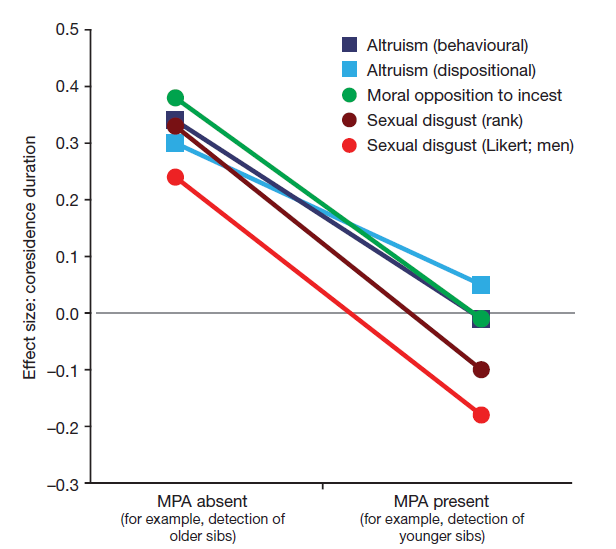 0.5
0.4
0.3
0.2
0.1
0.0
–0.1
–0.2
–0.3
Effect size: coresidence duration
Altruism (behavioural)
Altruism (dispositional)
Moral opposition to incest
Sexual disgust (rank)
Sexual disgust (Likert; men)
MPA absent
(for example, detection of
older sibs)
MPA present
(for example, detection of
younger sibs)